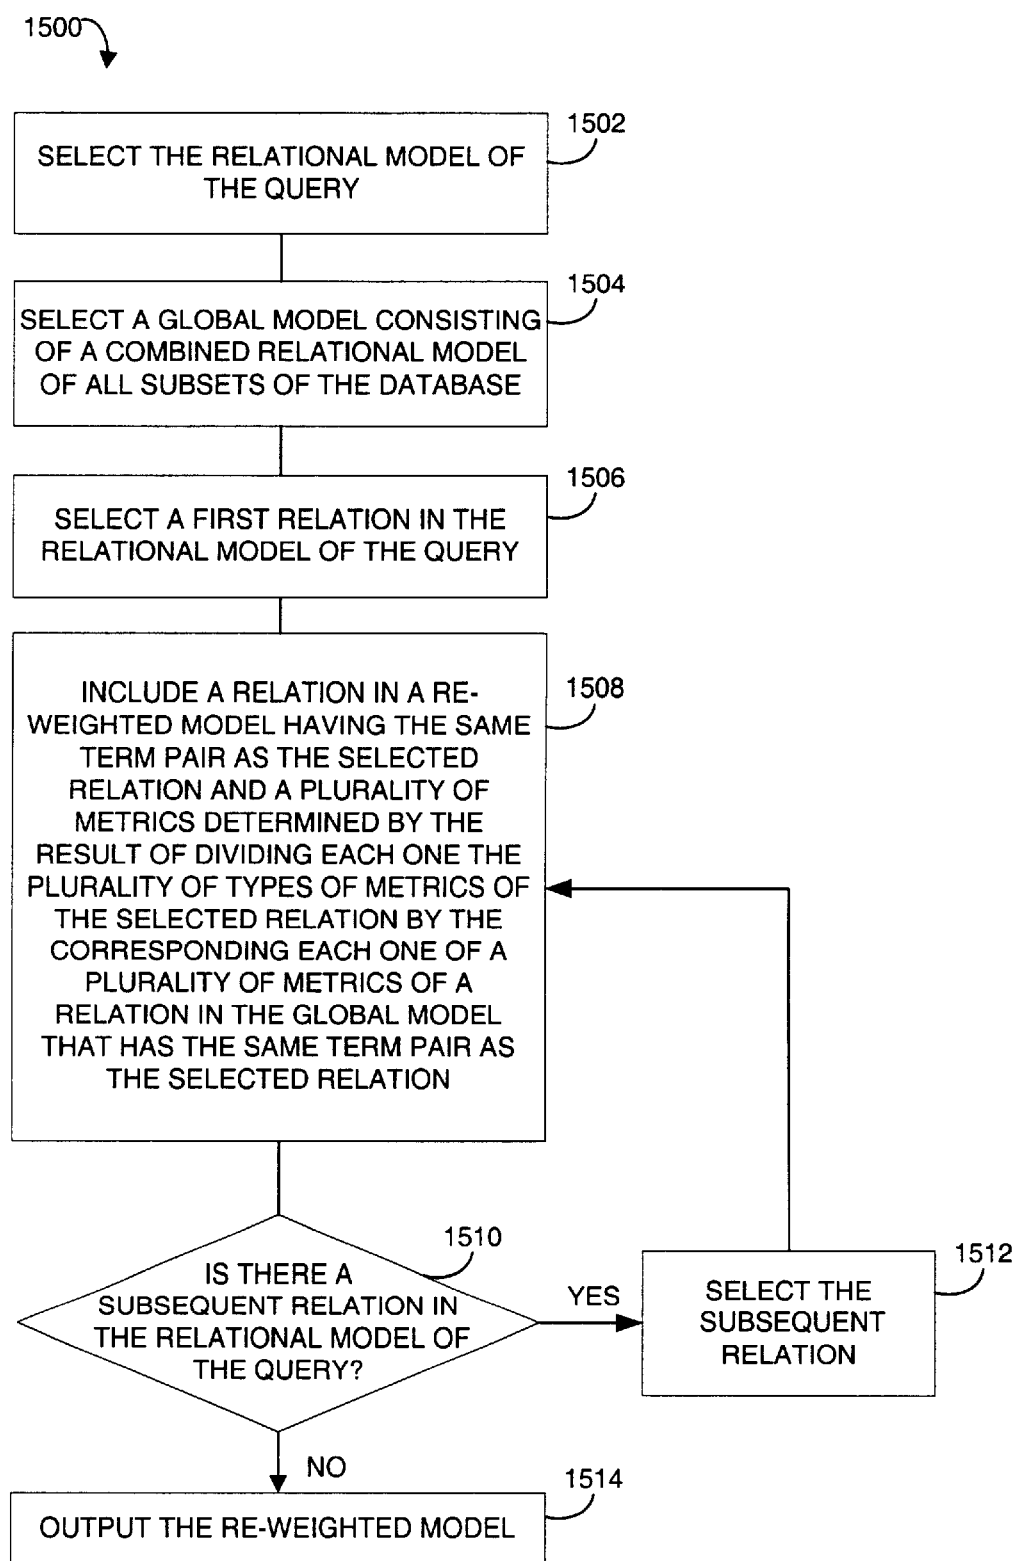 1500
1502
SELECT THE RELATIONAL MODEL OF
THE QUERY
1504
SELECT A GLOBAL MODEL CONSISTING
OF A COMBINED RELATIONAL MODEL
OF ALL SUBSETS OF THE DATABASE
1506
SELECT A FIRST RELATION IN THE
RELATIONAL MODEL OF THE QUERY
1508
INCLUDE A RELATION IN A RE-
WEIGHTED MODEL HAVING THE SAME
TERM PAIR AS THE SELECTED
RELATION AND A PLURALITY OF
METRICS DETERMINED BY THE
RESULT OF DIVIDING EACH ONE THE
PLURALITY OF TYPES OF METRICS OF
THE SELECTED RELATION BY THE
CORRESPONDING EACH ONE OF A
PLURALITY OF METRICS OF A
RELATION IN THE GLOBAL MODEL
THAT HAS THE SAME TERM PAIR AS
THE SELECTED RELATION
1510
IS THERE A
SUBSEQUENT RELATION IN
THE RELATIONAL MODEL OF
THE QUERY?
YES
1512
SELECT THE
SUBSEQUENT
RELATION
NO
1514
OUTPUT THE RE-WEIGHTED MODEL